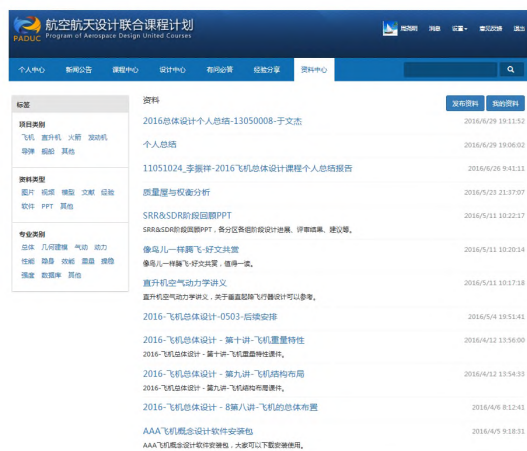 航空航天设计联合课程计划
PADUC Program of Aerospace Design United Courses
消息 设置 意见反馈 退出
个人中心 新闻公告 课程中心 设计中心 有问必答 经验分享 资料中心
标签
项目类别
飞机 直升机 火箭 发动机
导弹 船舶 其他
资料类型
图片 视频 模型 文献 经验
软件 PPT 其他
专业类别
总体 几何建模 气动 动力
性能 隐身 效能 重量 操稳
强度 数据库 其他
资料 发布资料 我的资料
2016总体设计个人总结-13050008-于文杰 2016/6/29 19:11:52
个人总结 2016/6/29 19:06:02
11051024_李振祥-2016飞机总体设计课程个人总结报告 2016/6/26 9:41:11
质量屋与权衡分析 2016/5/23 21:37:07
SRR&SDR阶段回顾PPT 2016/5/11 10:22:17
SRR&SDR阶段回顾PPT，各分区各组阶段设计进展、评审结果、建议等。
像鸟儿一样腾飞-好文共赏 2016/5/11 10:20:14
像鸟儿一样腾飞-好文共赏，值得一读。
直升机空气动力学讲义 2016/5/11 10:17:18
直升机空气动力学讲义，关于垂直起降飞行器设计可以参考。
2016-飞机总体设计-0503-后续安排 2016/5/4 19:51:41
2016-飞机总体设计 - 第十讲-飞机重量特性 2016/4/12 13:56:00
2016-飞机总体设计 - 第十讲-飞机重量特性课件。
2016-飞机总体设计 - 第九讲-飞机结构布局 2016/4/12 13:54:33
2016-飞机总体设计 - 第九讲-飞机结构布局课件。
2016-飞机总体设计 - 8第八讲-飞机的总体布置 2016/4/6 8:12:41
AAA飞机概念设计软件安装包 2016/4/5 9:18:31
AAA飞机概念设计软件安装包，大家可以下载安装使用。